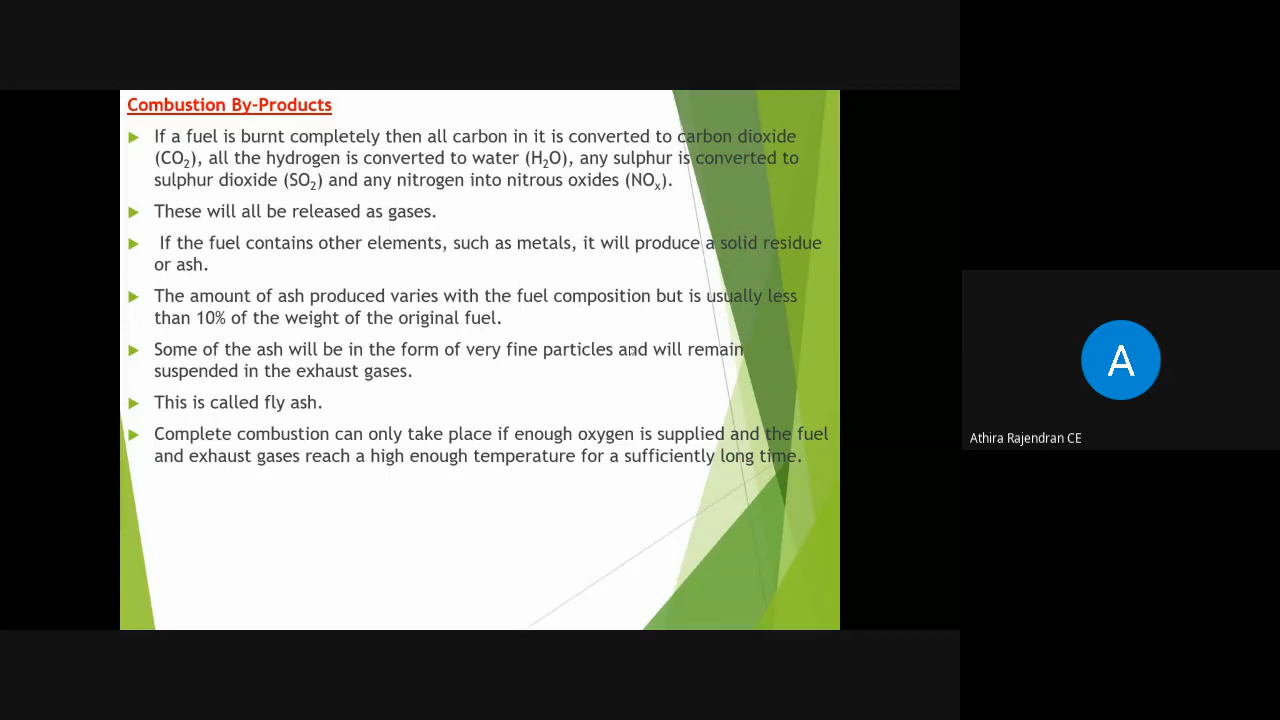 Combustion By-Products
If a fuel is burnt completely then all carbon in it is converted to carbon dioxide
(CO₂), all the hydrogen is converted to water (H₂O), any sulphur is converted to
sulphur dioxide (SO₂) and any nitrogen into nitrous oxides (NOₓ).
These will all be released as gases.
If the fuel contains other elements, such as metals, it will produce a solid residue
or ash.
The amount of ash produced varies with the fuel composition but is usually less
than 10% of the weight of the original fuel.
Some of the ash will be in the form of very fine particles and will remain
suspended in the exhaust gases.
This is called fly ash.
Complete combustion can only take place if enough oxygen is supplied and the fuel
and exhaust gases reach a high enough temperature for a sufficiently long time.
A
Athira Rajendran CE